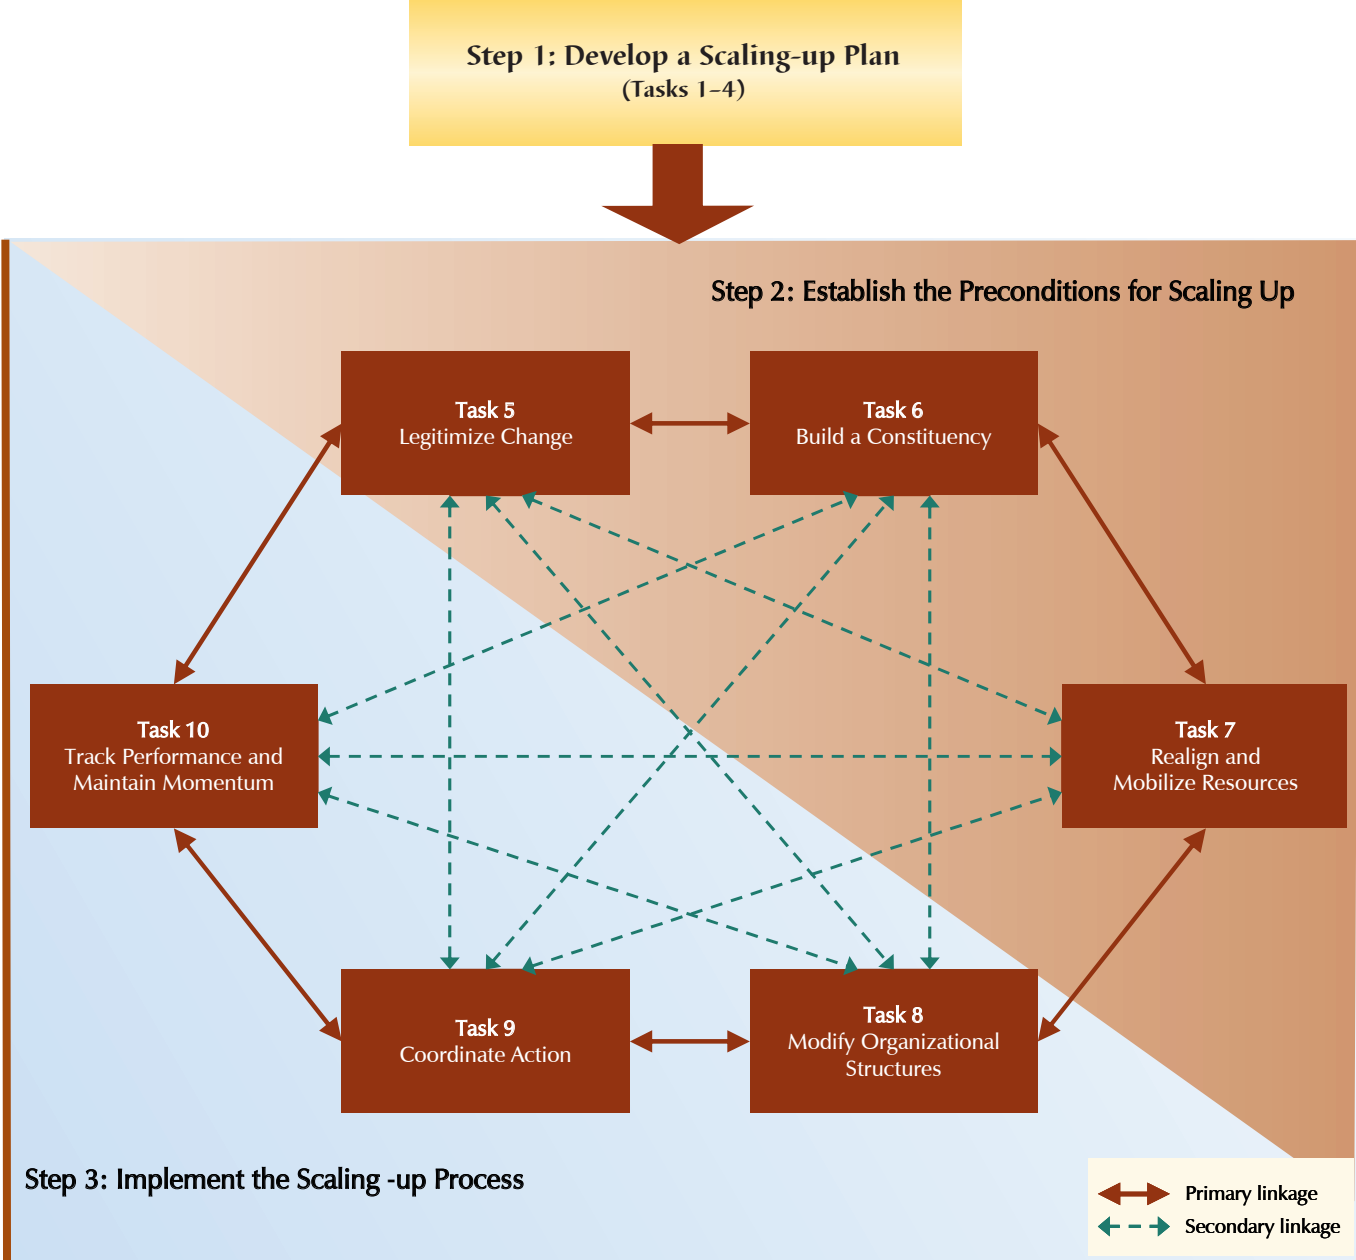 Step 1: Develop a Scaling-up Plan
(Tasks 1–4)
Step 2: Establish the Preconditions for Scaling Up
Task 5
Legitimize Change
Task 6
Build a Constituency
Task 10
Track Performance and
Maintain Momentum
Task 7
Realign and
Mobilize Resources
Task 9
Coordinate Action
Task 8
Modify Organizational
Structures
Step 3: Implement the Scaling -up Process
Primary linkage
Secondary linkage